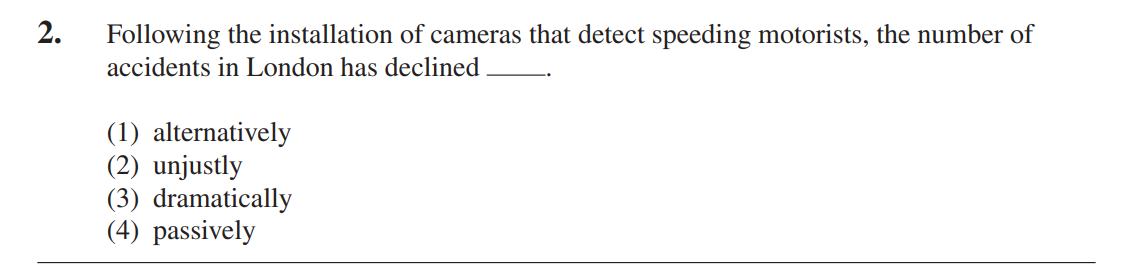 2. Following the installation of cameras that detect speeding motorists, the number of
accidents in London has declined _____.
(1) alternatively
(2) unjustly
(3) dramatically
(4) passively